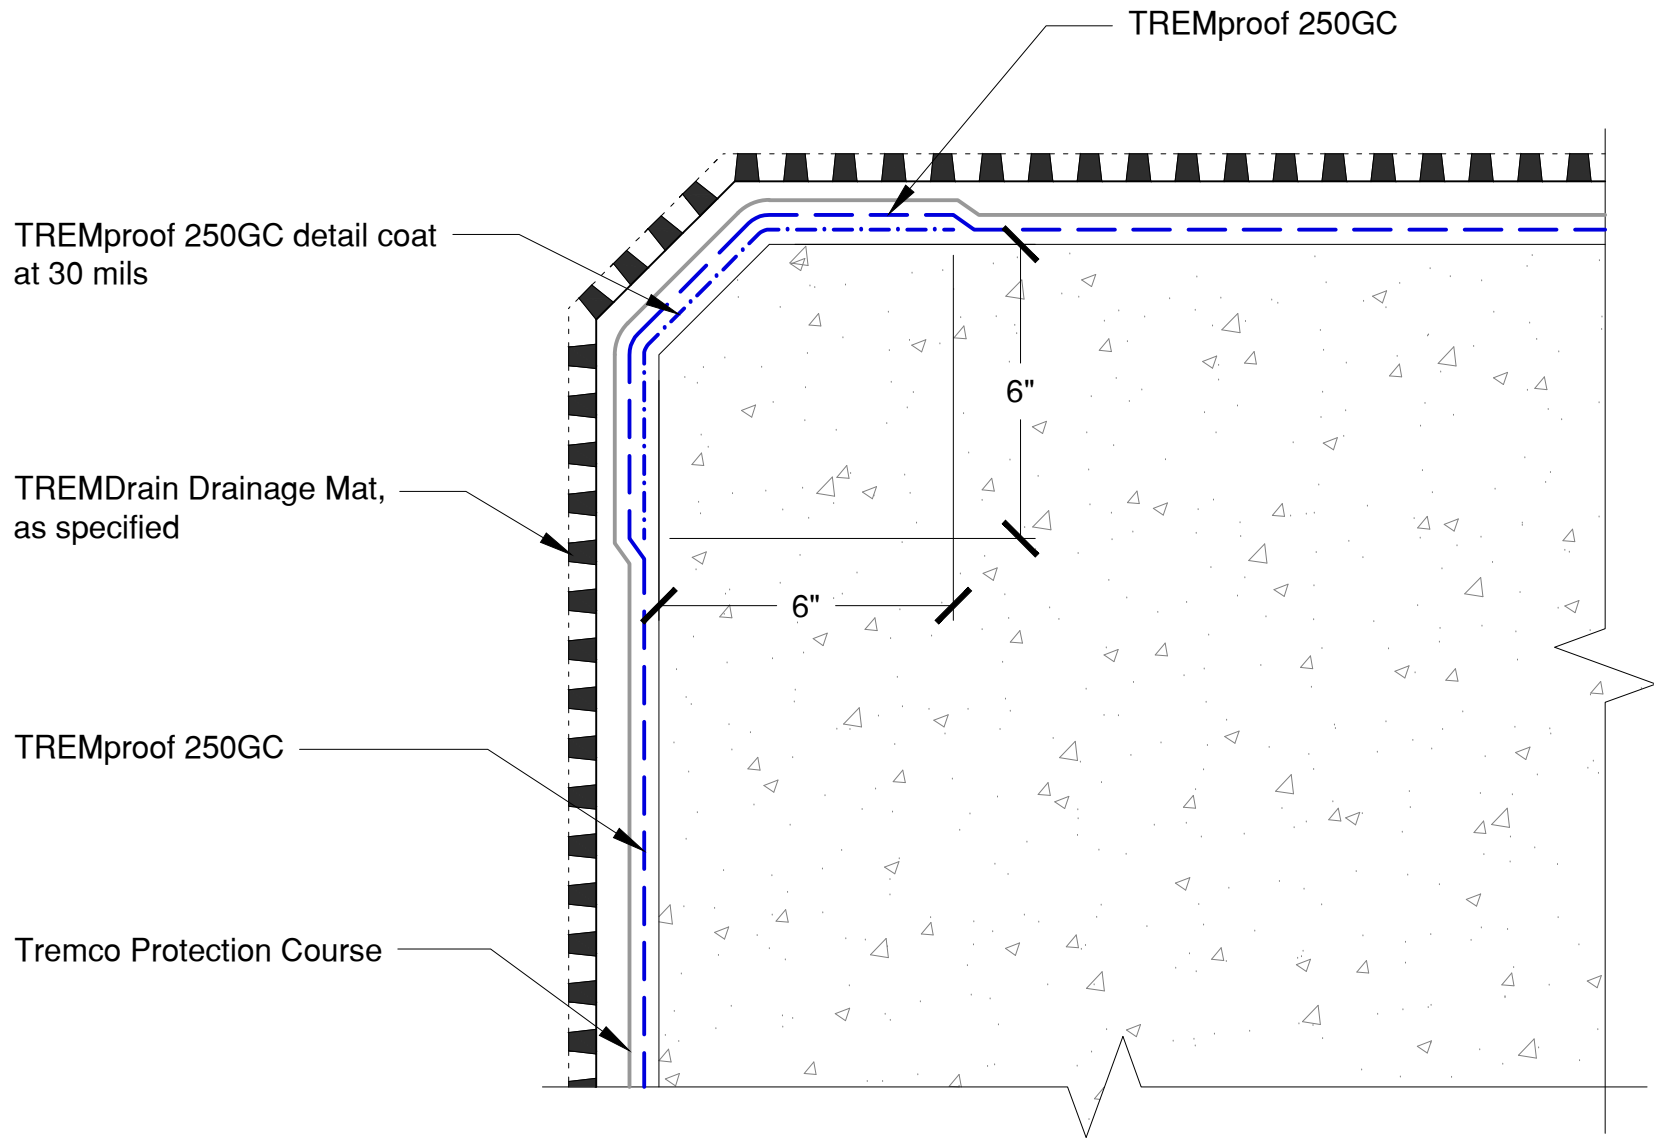 TREMproof 250GC
TREMproof 250GC detail coat
at 30 mils
6"
TREMDrain Drainage Mat,
as specified
6"
TREMproof 250GC
Tremco Protection Course